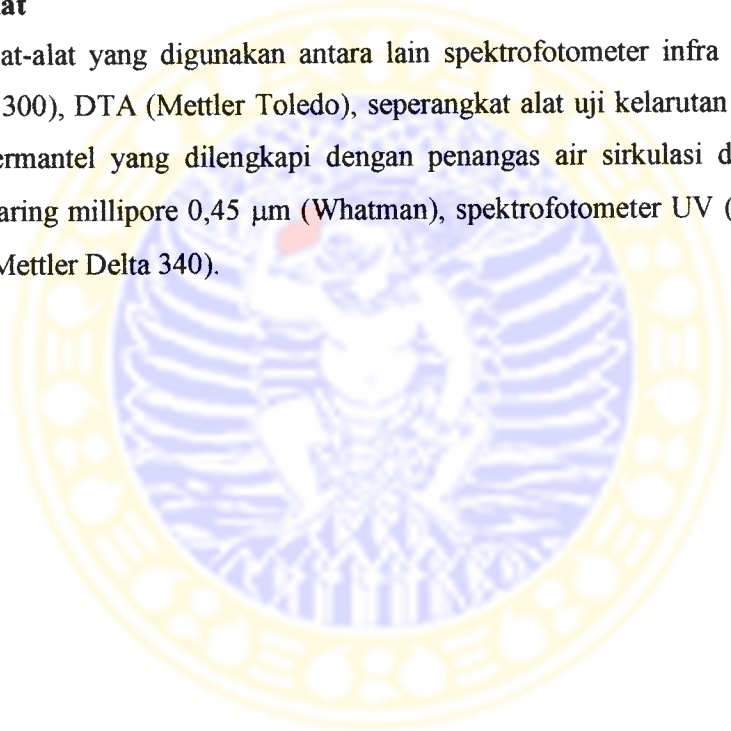 lat
at-alat yang digunakan antara lain spektrofotometer infra
300), DTA (Mettler Toledo), seperangkat alat uji kelarutan
ermantel yang dilengkapi dengan penangas air sirkulasi d
aring millipore 0,45 μm (Whatman), spektrofotometer UV (
Mettler Delta 340).